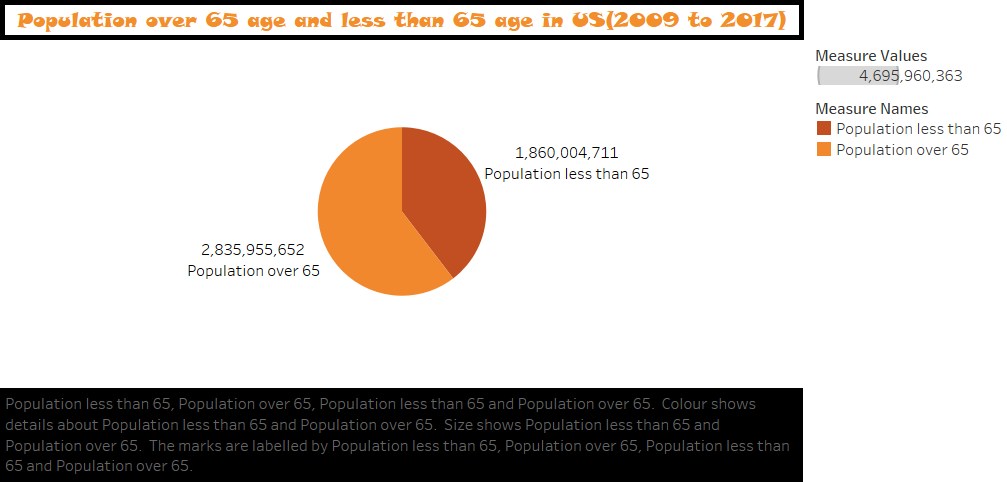 Population over 65 age and less than 65 age in US(2009 to 2017)
Measure Values
4,695,960,363
Measure Names
Population less than 65
Population over 65
1,860,004,711
Population less than 65
2,835,955,652
Population over 65
Population less than 65, Population over 65, Population less than 65 and Population over 65.  Colour shows
details about Population less than 65 and Population over 65.  Size shows Population less than 65 and
Population over 65.  The marks are labelled by Population less than 65, Population over 65, Population less than
65 and Population over 65.